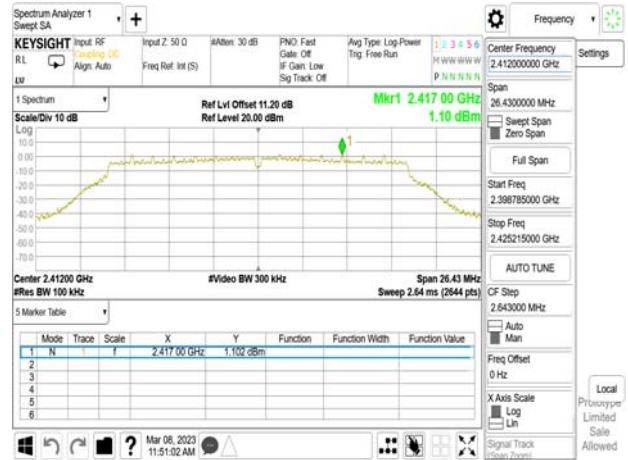 Spectrum Analyzer 1
Swept SA
Frequency
KEYSIGHT
RL
Input: RF
Coupling: DC
Align: Auto
Input Z: 50 Ω
Freq Ref: Int (S)
#Atten: 30 dB
PNO: Fast
Gate: Off
IF Gain: Low
Sig Track: Off
Avg Type: Log-Power
Trig: Free Run
1 2 3 4 5 6
M W W W W W
P N N N N N
Center Frequency
2.412000000 GHz
Settings
Span
26.4300000 MHz
Swept Span
Zero Span
Full Span
Start Freq
2.398785000 GHz
Stop Freq
2.425215000 GHz
AUTO TUNE
CF Step
2.643000 MHz
Auto
Man
Freq Offset
0 Hz
X Axis Scale
Log
Lin
Signal Track
(Span Zoom)
Local
Prototype
Limited
Sale
Allowed
1 Spectrum
Scale/Div 10 dB
Ref Lvl Offset 11.20 dB
Ref Level 20.00 dBm
Mkr1 2.417 00 GHz
1.10 dBm
Log
10.0
0.00
-10.0
-20.0
-30.0
-40.0
-50.0
-60.0
-70.0
1
Center 2.41200 GHz
#Res BW 100 kHz
#Video BW 300 kHz
Span 26.43 MHz
Sweep 2.64 ms (2644 pts)
5 Marker Table
Mode Trace Scale X Y Function Function Width Function Value
1 N 1 f 2.417 00 GHz 1.102 dBm
2
3
4
5
6
Mar 08, 2023
11:51:02 AM